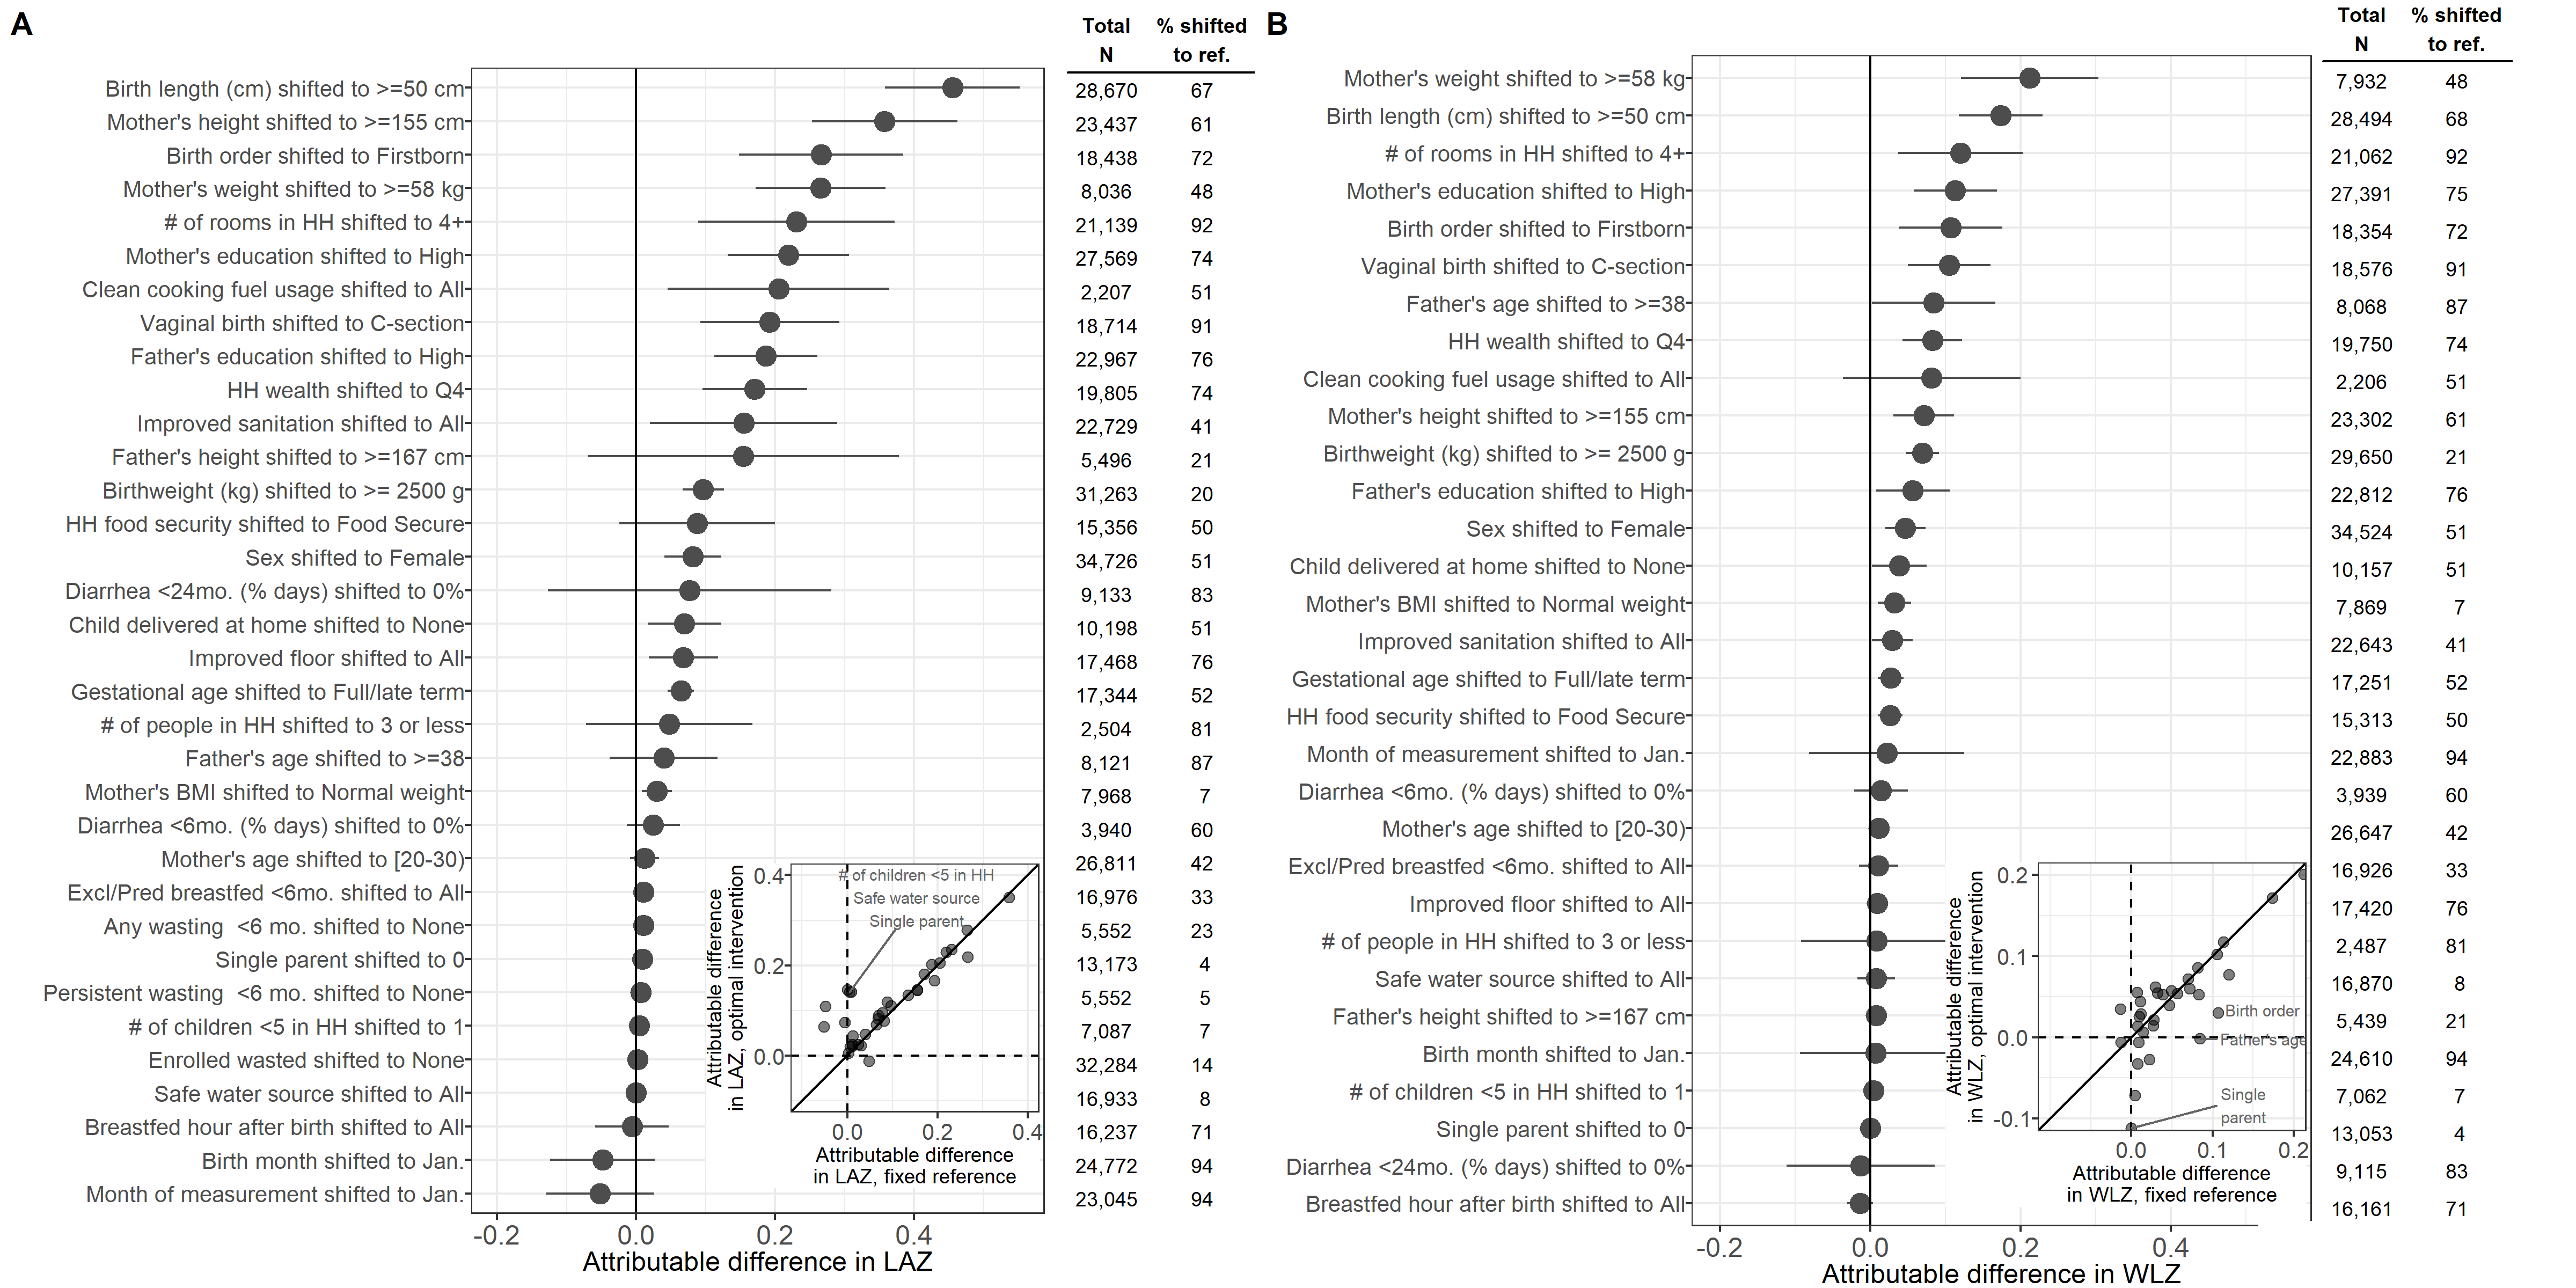 A
Total % shifted
N to ref.
Birth length (cm) shifted to >=50 cm 28,670 67
Mother's height shifted to >=155 cm 23,437 61
Birth order shifted to Firstborn 18,438 72
Mother's weight shifted to >=58 kg 8,036 48
# of rooms in HH shifted to 4+ 21,139 92
Mother's education shifted to High 27,569 74
Clean cooking fuel usage shifted to All 2,207 51
Vaginal birth shifted to C-section 18,714 91
Father's education shifted to High 22,967 76
HH wealth shifted to Q4 19,805 74
Improved sanitation shifted to All 22,729 41
Father's height shifted to >=167 cm 5,496 21
Birthweight (kg) shifted to >= 2500 g 31,263 20
HH food security shifted to Food Secure 15,356 50
Sex shifted to Female 34,726 51
Diarrhea <24mo. (% days) shifted to 0% 9,133 83
Child delivered at home shifted to None 10,198 51
Improved floor shifted to All 17,468 76
Gestational age shifted to Full/late term 17,344 52
# of people in HH shifted to 3 or less 2,504 81
Father's age shifted to >=38 8,121 87
Mother's BMI shifted to Normal weight 7,968 7
Diarrhea <6mo. (% days) shifted to 0% 3,940 60
Mother's age shifted to [20-30) 26,811 42
Excl/Pred breastfed <6mo. shifted to All 16,976 33
Any wasting <6 mo. shifted to None 5,552 23
Single parent shifted to 0 13,173 4
Persistent wasting <6 mo. shifted to None 5,552 5
# of children <5 in HH shifted to 1 7,087 7
Enrolled wasted shifted to None 32,284 14
Safe water source shifted to All 16,933 8
Breastfed hour after birth shifted to All 16,237 71
Birth month shifted to Jan. 24,772 94
Month of measurement shifted to Jan. 23,045 94
-0.2 0.0 0.2 0.4
Attributable difference in LAZ
Attributable difference
in LAZ, optimal intervention
0.4
0.2
0.0
# of children <5 in HH
Safe water source
Single parent
0.0 0.2 0.4
Attributable difference
in LAZ, fixed reference
B
Total % shifted
N to ref.
Mother's weight shifted to >=58 kg 7,932 48
Birth length (cm) shifted to >=50 cm 28,494 68
# of rooms in HH shifted to 4+ 21,062 92
Mother's education shifted to High 27,391 75
Birth order shifted to Firstborn 18,354 72
Vaginal birth shifted to C-section 18,576 91
Father's age shifted to >=38 8,068 87
HH wealth shifted to Q4 19,750 74
Clean cooking fuel usage shifted to All 2,206 51
Mother's height shifted to >=155 cm 23,302 61
Birthweight (kg) shifted to >= 2500 g 29,650 21
Father's education shifted to High 22,812 76
Sex shifted to Female 34,524 51
Child delivered at home shifted to None 10,157 51
Mother's BMI shifted to Normal weight 7,869 7
Improved sanitation shifted to All 22,643 41
Gestational age shifted to Full/late term 17,251 52
HH food security shifted to Food Secure 15,313 50
Month of measurement shifted to Jan. 22,883 94
Diarrhea <6mo. (% days) shifted to 0% 3,939 60
Mother's age shifted to [20-30) 26,647 42
Excl/Pred breastfed <6mo. shifted to All 16,926 33
Improved floor shifted to All 17,420 76
# of people in HH shifted to 3 or less 2,487 81
Safe water source shifted to All 16,870 8
Father's height shifted to >=167 cm 5,439 21
Birth month shifted to Jan. 24,610 94
# of children <5 in HH shifted to 1 7,062 7
Single parent shifted to 0 13,053 4
Diarrhea <24mo. (% days) shifted to 0% 9,115 83
Breastfed hour after birth shifted to All 16,161 71
-0.2 0.0 0.2 0.4
Attributable difference in WLZ
Attributable difference
in WLZ, optimal intervention
0.2
0.1
0.0
-0.1
Birth order
Father's age
Single
parent
0.0 0.1 0.2
Attributable difference
in WLZ, fixed reference